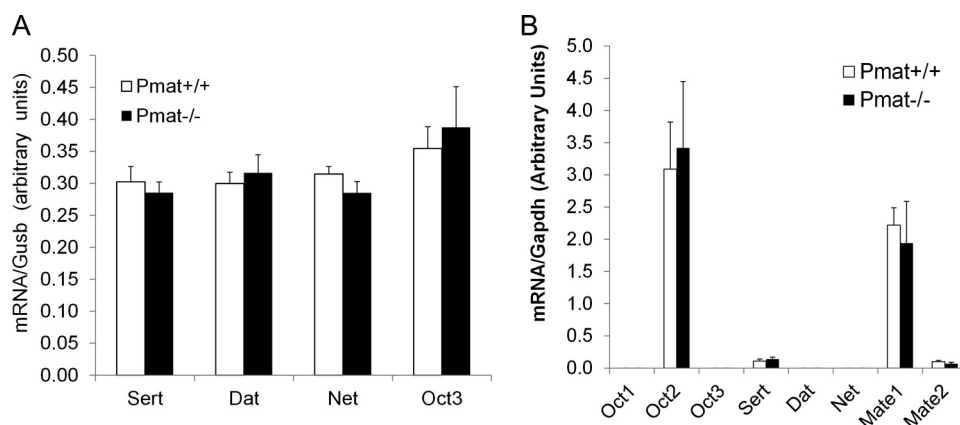 A
mRNA/Gusb (arbitrary units)
0.50
0.45
0.40
0.35
0.30
0.25
0.20
0.15
0.10
0.05
0.00
Pmat+/+
Pmat-/-
Sert Dat Net Oct3
B
mRNA/Gapdh (Arbitrary Units)
5.0
4.5
4.0
3.5
3.0
2.5
2.0
1.5
1.0
0.5
0.0
Pmat+/+
Pmat-/-
Oct1 Oct2 Oct3 Sert Dat Net Mate1 Mate2